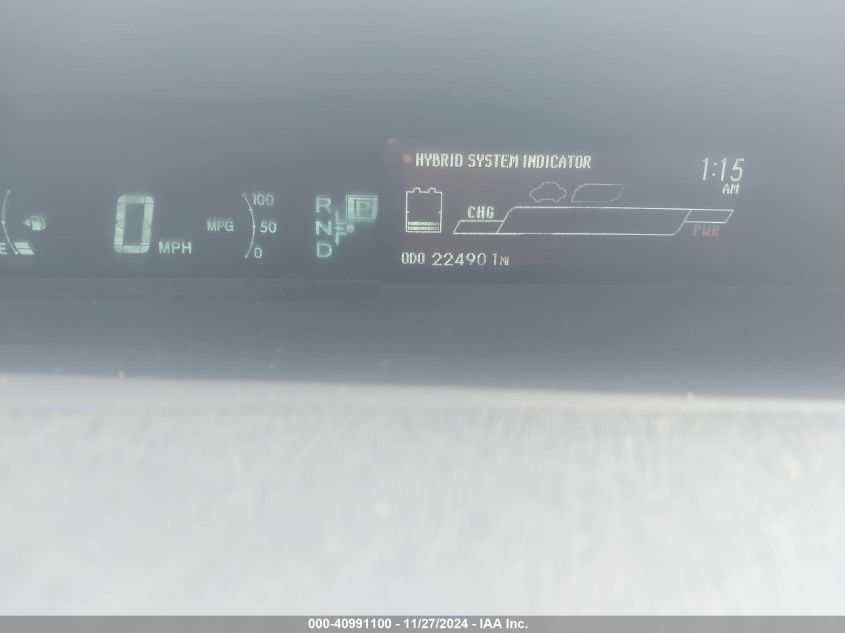 HYBRID SYSTEM INDICATOR
1:15
AM
100
R P
MPG 50
N
CHG
PWR
E
0 MPH
0
D
ODO 224901 MI
000-40991100 - 11/27/2024 - IAA Inc.